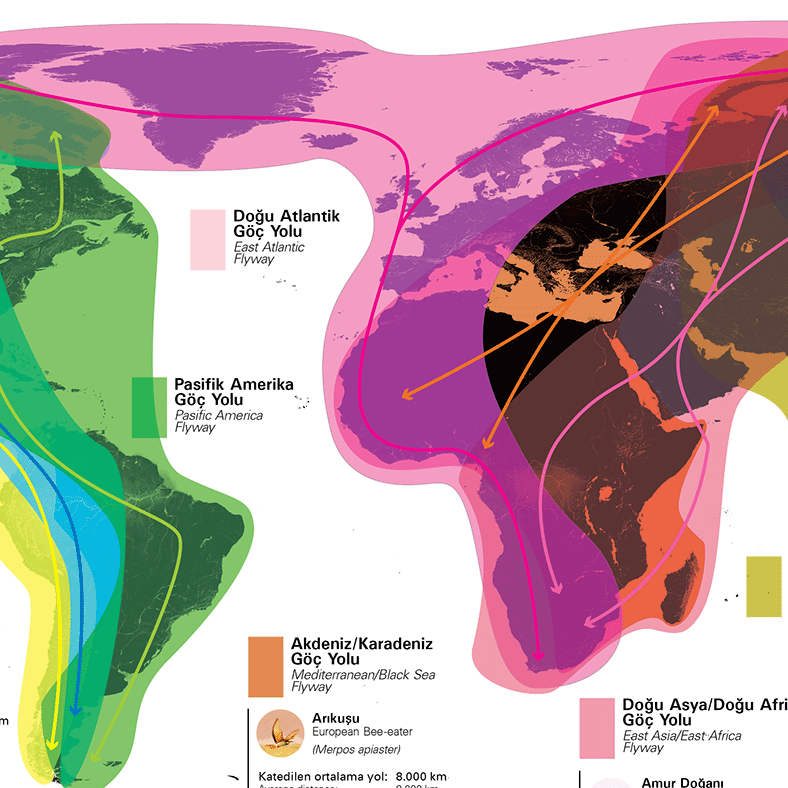 Doğu Atlantik
Göç Yolu
East Atlantic
Flyway
Pasifik Amerika
Göç Yolu
Pasific America
Flyway
Akdeniz/Karadeniz
Göç Yolu
Mediterranean/Black Sea
Flyway
Arıkuşu
European Bee-eater
(Merpos apiaster)
Katedilen ortalama yol: 8.000 km
m
Doğu Asya/Doğu Afri
Göç Yolu
East Asia/East Africa
Flyway
Amur Doğanı